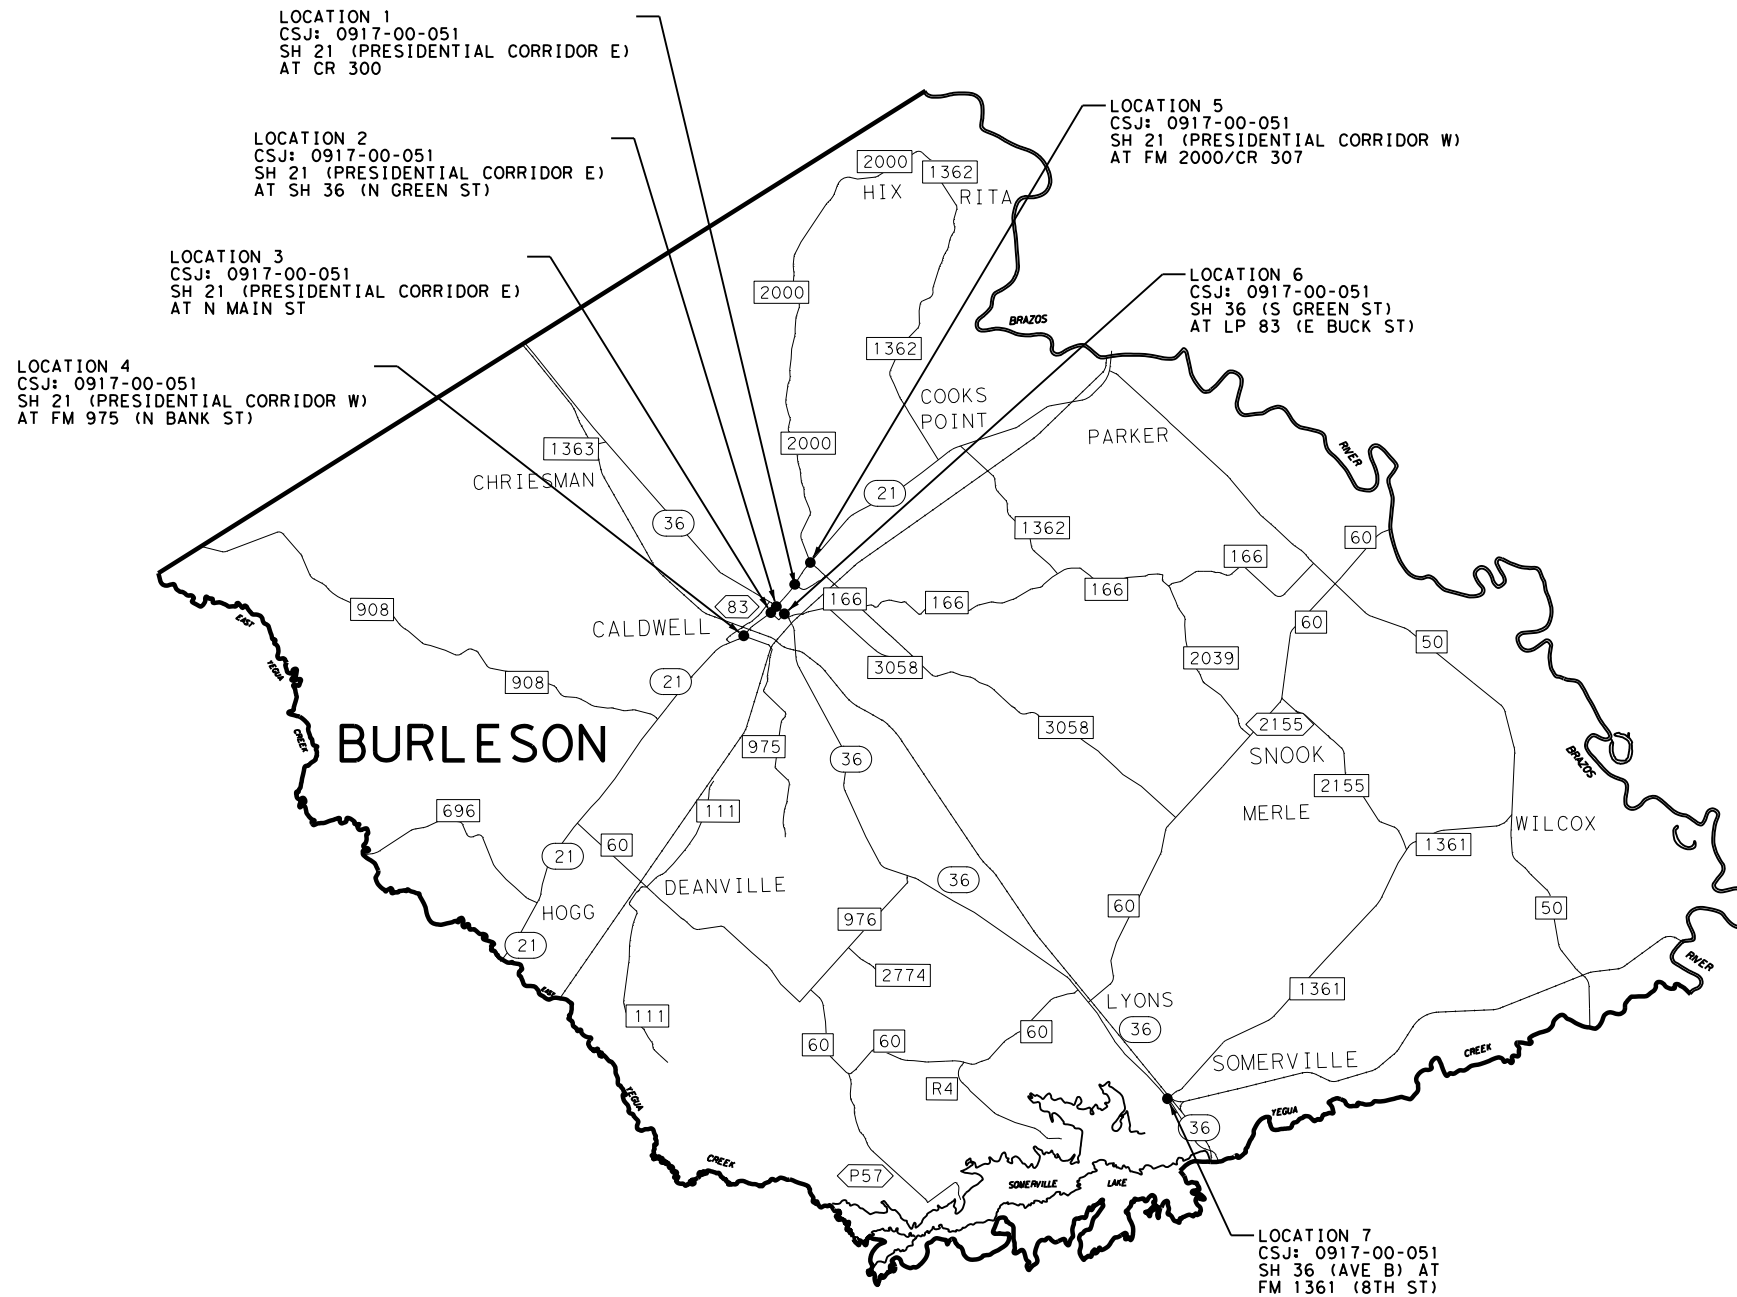 LOCATION 1
CSJ: 0917-00-051
SH 21 (PRESIDENTIAL CORRIDOR E)
AT CR 300
LOCATION 2
CSJ: 0917-00-051
SH 21 (PRESIDENTIAL CORRIDOR E)
AT SH 36 (N GREEN ST)
LOCATION 3
CSJ: 0917-00-051
SH 21 (PRESIDENTIAL CORRIDOR E)
AT N MAIN ST
LOCATION 4
CSJ: 0917-00-051
SH 21 (PRESIDENTIAL CORRIDOR W)
AT FM 975 (N BANK ST)
LOCATION 5
CSJ: 0917-00-051
SH 21 (PRESIDENTIAL CORRIDOR W)
AT FM 2000/CR 307
LOCATION 6
CSJ: 0917-00-051
SH 36 (S GREEN ST)
AT LP 83 (E BUCK ST)
2000
1362
HIX
RITA
2000
BRAZOS
1362
COOKS
POINT
PARKER
1363
2000
RIVER
CHRIESMAN
21
36
1362
60
166
166
83
166
166
908
EAST
YEGUA
CREEK
CALDWELL
60
50
3058
2039
908
21
3058
2155
BURLESON
975
36
SNOOK
BRAZOS
2155
MERLE
696
111
WILCOX
60
1361
21
DEANVILLE
36
60
50
HOGG
976
21
2774
RIVER
EAST
1361
LYONS
111
36
60
60
60
SOMERVILLE
CREEK
R4
YEGUA
YEGUA
36
CREEK
P57
SOMERVILLE
LAKE
LOCATION 7
CSJ: 0917-00-051
SH 36 (AVE B) AT
FM 1361 (8TH ST)